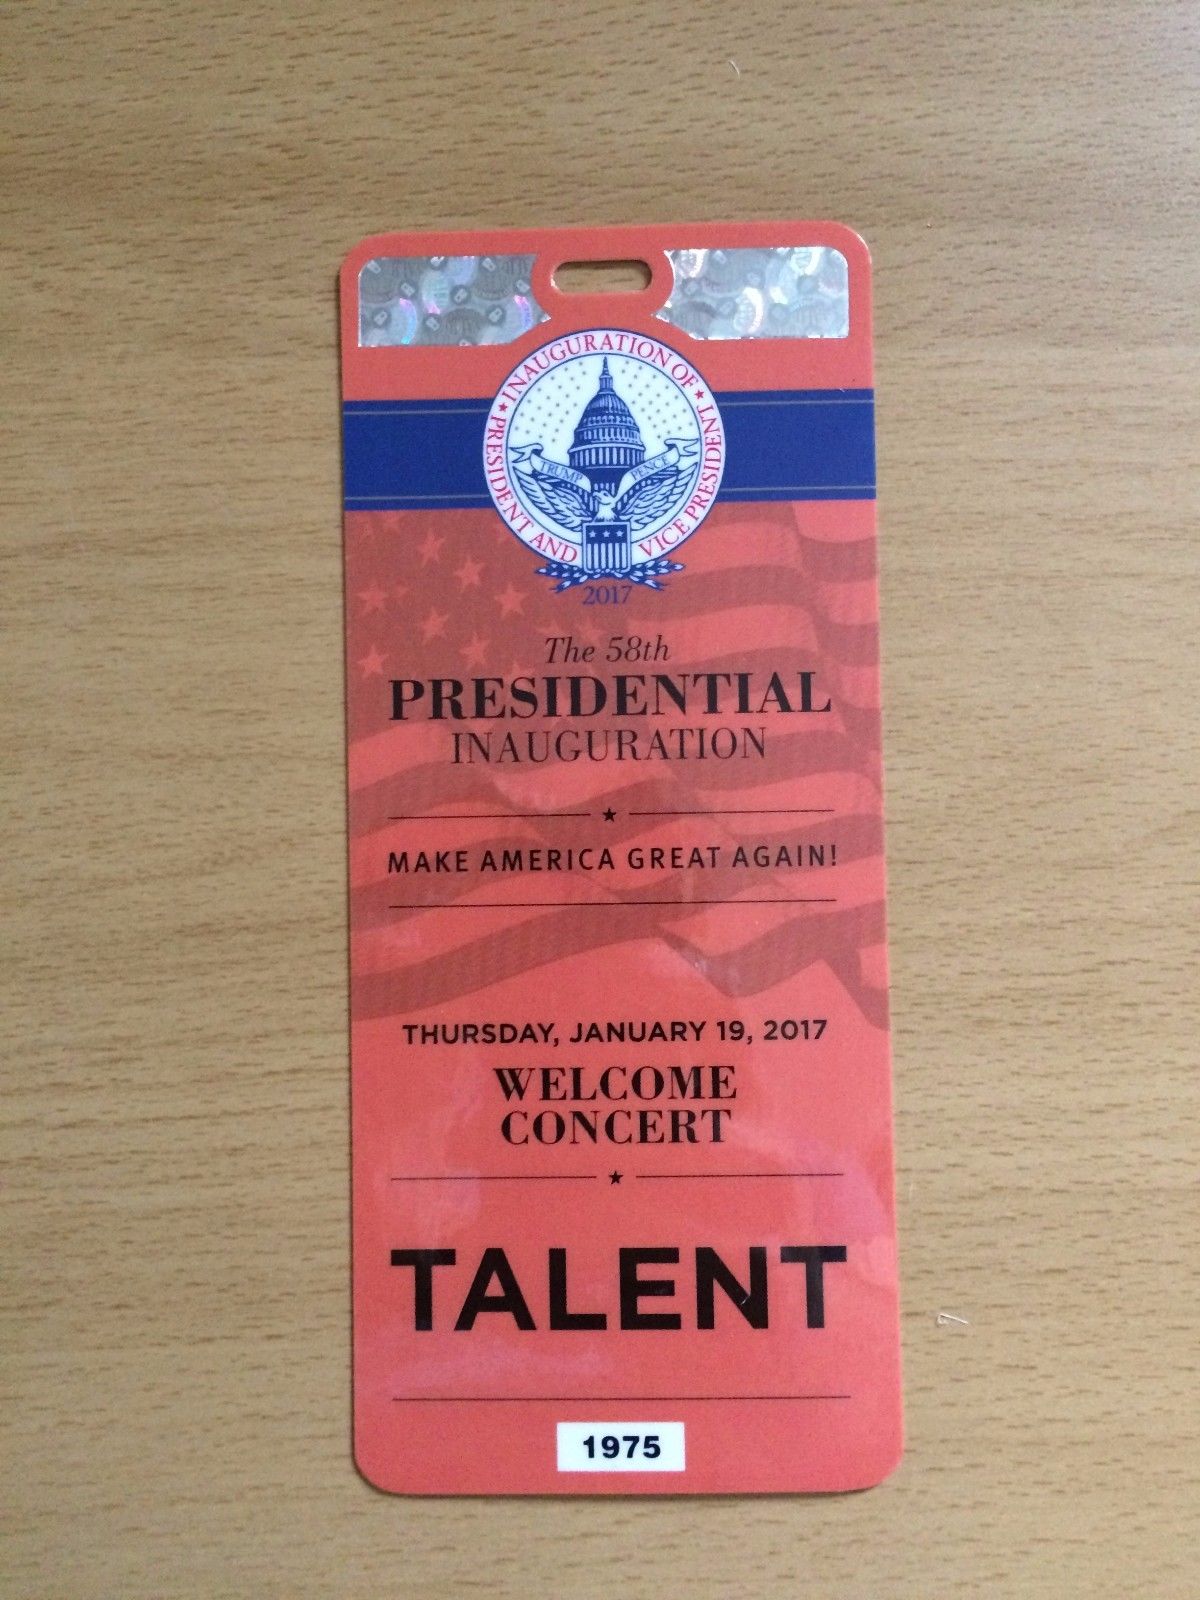 INAUGURATION OF
PRESIDENT AND
VICE PRESIDENT
TRUMP PENCE
2017
The 58th
PRESIDENTIAL
INAUGURATION
MAKE AMERICA GREAT AGAIN!
THURSDAY, JANUARY 19, 2017
WELCOME
CONCERT
TALENT
1975